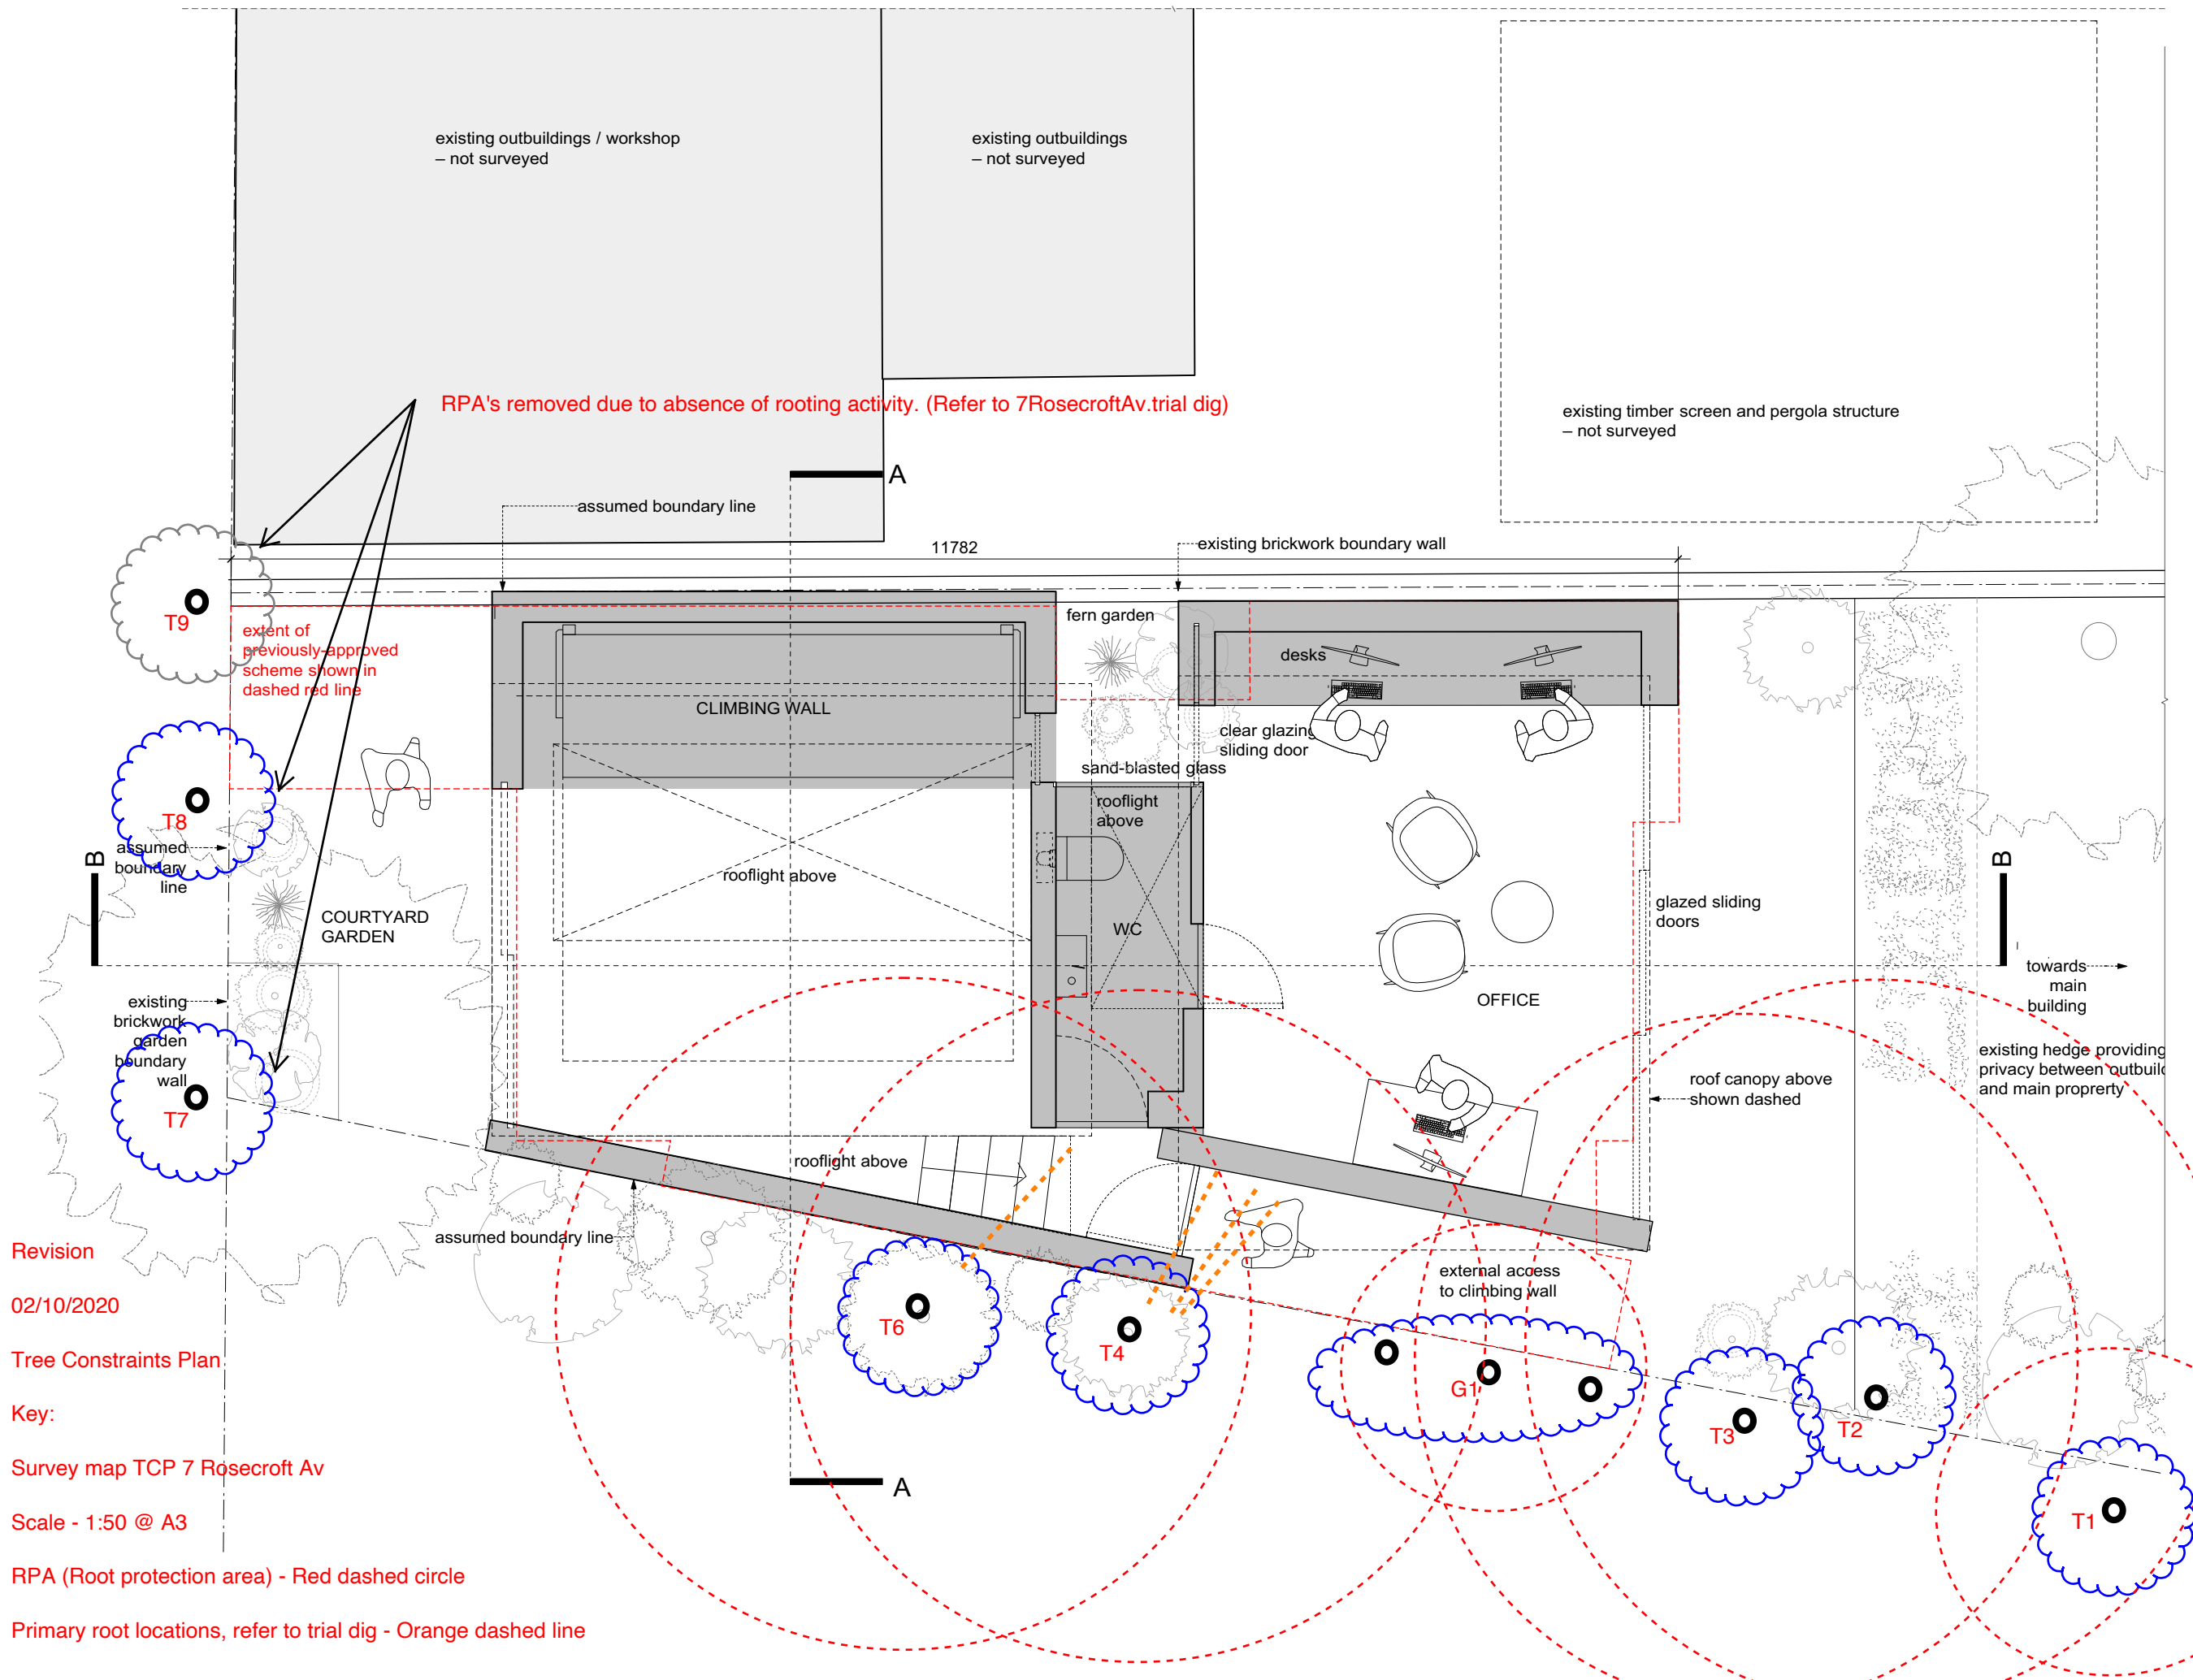 existing outbuildings / workshop
– not surveyed
existing outbuildings
– not surveyed
RPA's removed due to absence of rooting activity. (Refer to 7RosecroftAv.trial dig)
existing timber screen and pergola structure
– not surveyed
A
assumed boundary line
existing brickwork boundary wall
11782
T9
extent of
previously-approved
scheme shown in
dashed red line
fern garden
desks
CLIMBING WALL
clear glazing
sliding door
sand-blasted glass
rooflight
above
T8
assumed
boundary
line
B
B
rooflight above
COURTYARD
GARDEN
WC
glazed sliding
doors
OFFICE
towards
main
building
existing
brickwork
garden
boundary
wall
existing hedge providing
privacy between outbuild
and main proprerty
roof canopy above
shown dashed
T7
rooflight above
assumed boundary line
external access
to climbing wall
T6
T4
G1
T3
T2
T1
A
Revision
02/10/2020
Tree Constraints Plan
Key:
Survey map TCP 7 Rosecroft Av
Scale - 1:50 @ A3
RPA (Root protection area) - Red dashed circle
Primary root locations, refer to trial dig - Orange dashed line